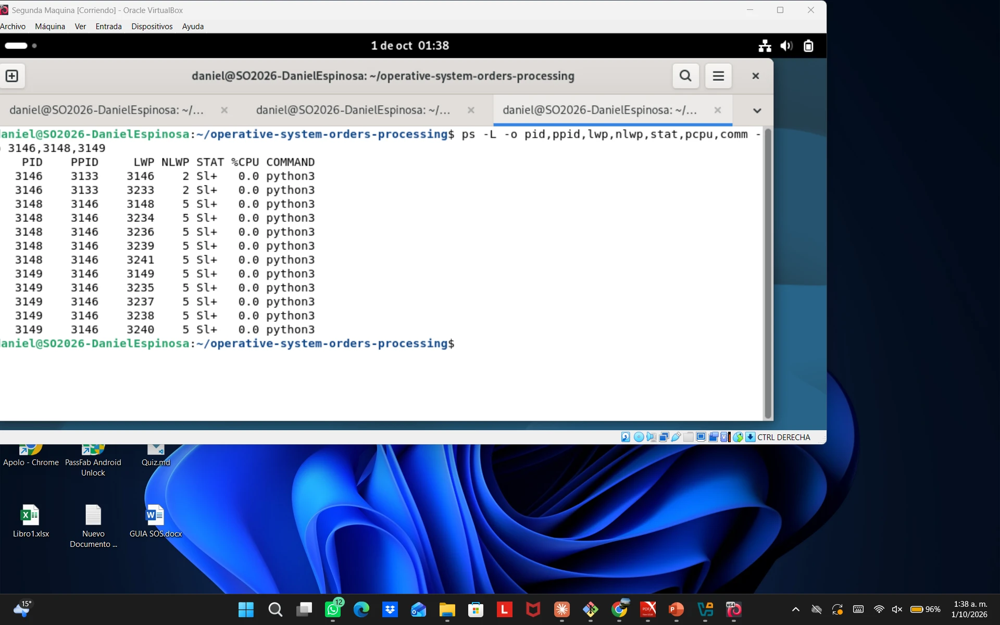 Segunda Maquina [Corriendo] - Oracle VirtualBox
Archivo Máquina Ver Entrada Dispositivos Ayuda
1 de oct 01:38
daniel@SO2026-DanielEspinosa: ~/operative-system-orders-processing
daniel@SO2026-DanielEspinosa: ~/... daniel@SO2026-DanielEspinosa: ~/... daniel@SO2026-DanielEspinosa: ~/...
aniel@SO2026-DanielEspinosa:~/operative-system-orders-processing$ ps -L -o pid,ppid,lwp,nlwp,stat,pcpu,comm -
3146,3148,3149
PID PPID LWP NLWP STAT %CPU COMMAND
3146 3133 3146 2 Sl+ 0.0 python3
3146 3133 3233 2 Sl+ 0.0 python3
3148 3146 3148 5 Sl+ 0.0 python3
3148 3146 3234 5 Sl+ 0.0 python3
3148 3146 3236 5 Sl+ 0.0 python3
3148 3146 3239 5 Sl+ 0.0 python3
3148 3146 3241 5 Sl+ 0.0 python3
3149 3146 3149 5 Sl+ 0.0 python3
3149 3146 3235 5 Sl+ 0.0 python3
3149 3146 3237 5 Sl+ 0.0 python3
3149 3146 3238 5 Sl+ 0.0 python3
3149 3146 3240 5 Sl+ 0.0 python3
aniel@SO2026-DanielEspinosa:~/operative-system-orders-processing$
CTRL DERECHA
Apolo - Chrome
PassFab Android
Unlock
Quiz.md
Libro1.xlsx
Nuevo
Documento ...
GUIA SOS.docx
15°
12
96%
1:38 a. m.
1/10/2026